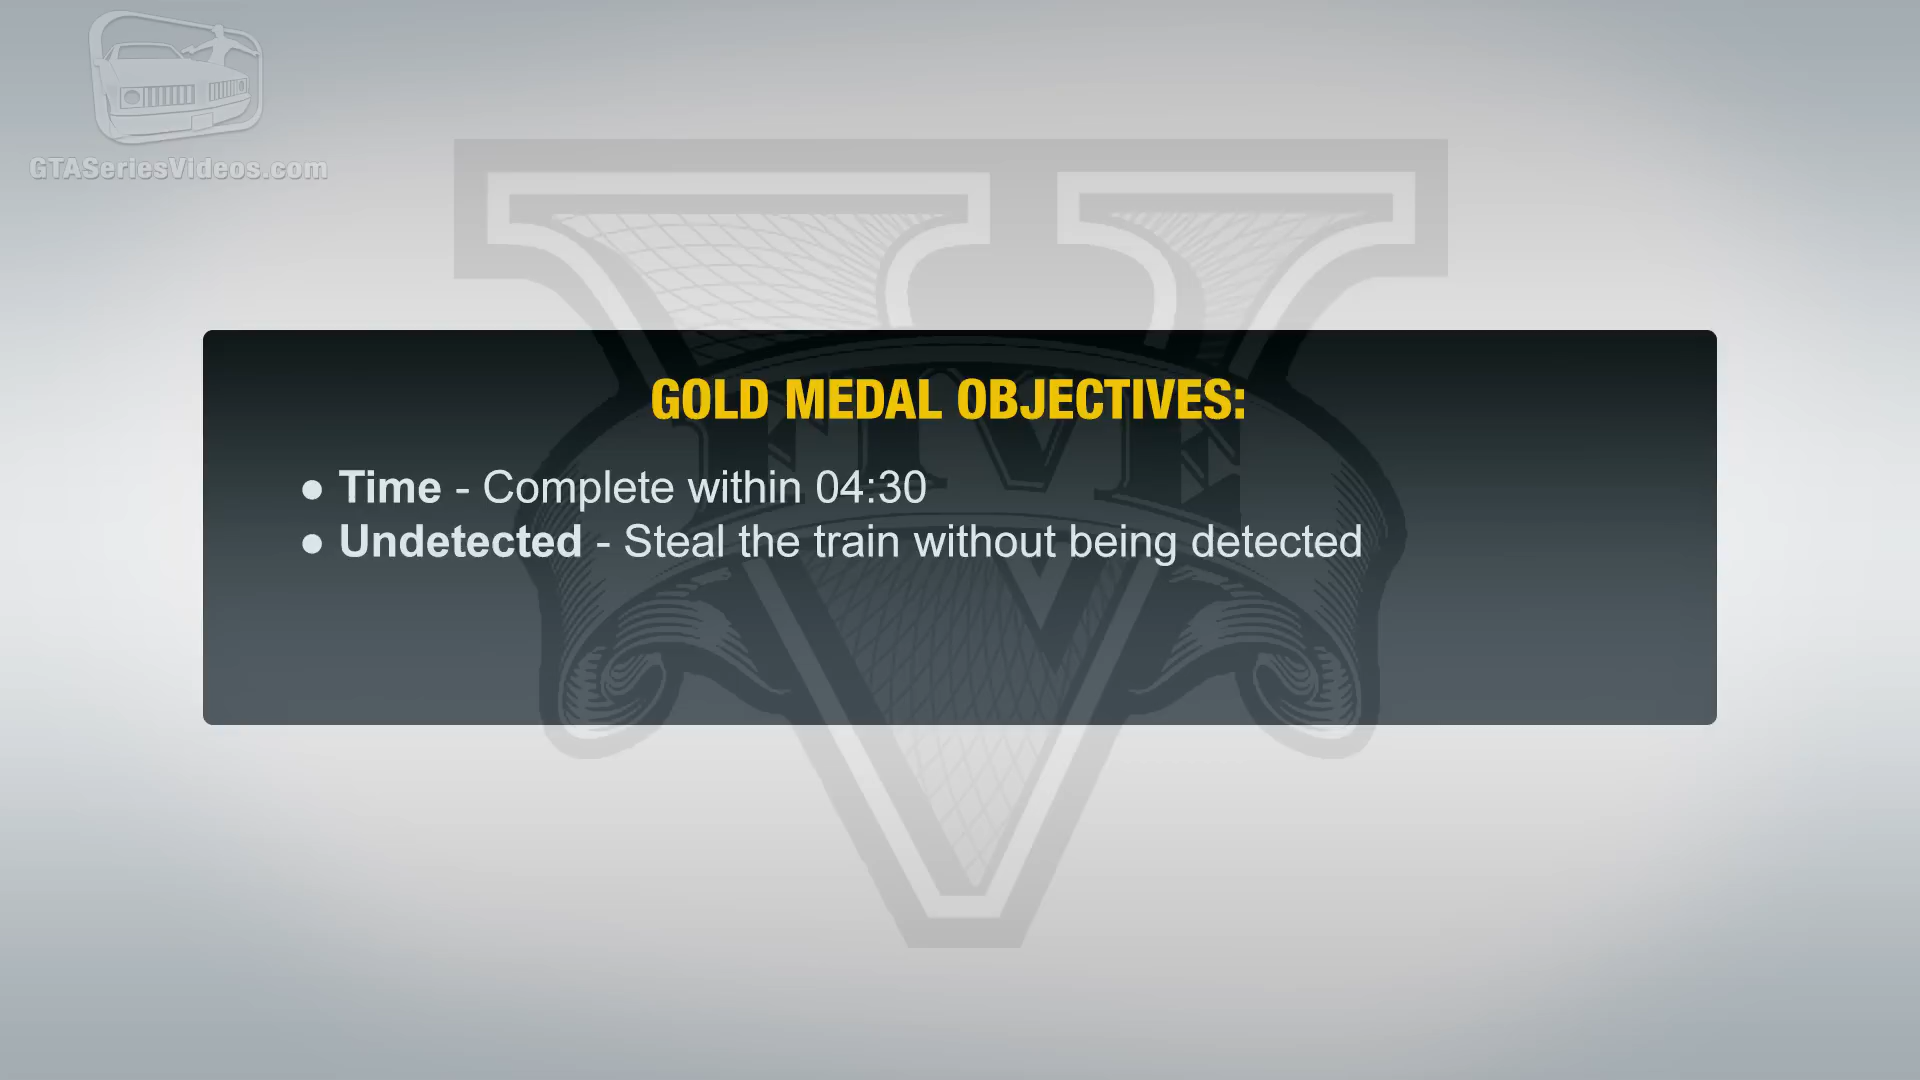 GTASeriesVideos.com
FIVE
GOLD MEDAL OBJECTIVES:
● Time - Complete within 04:30
● Undetected - Steal the train without being detected